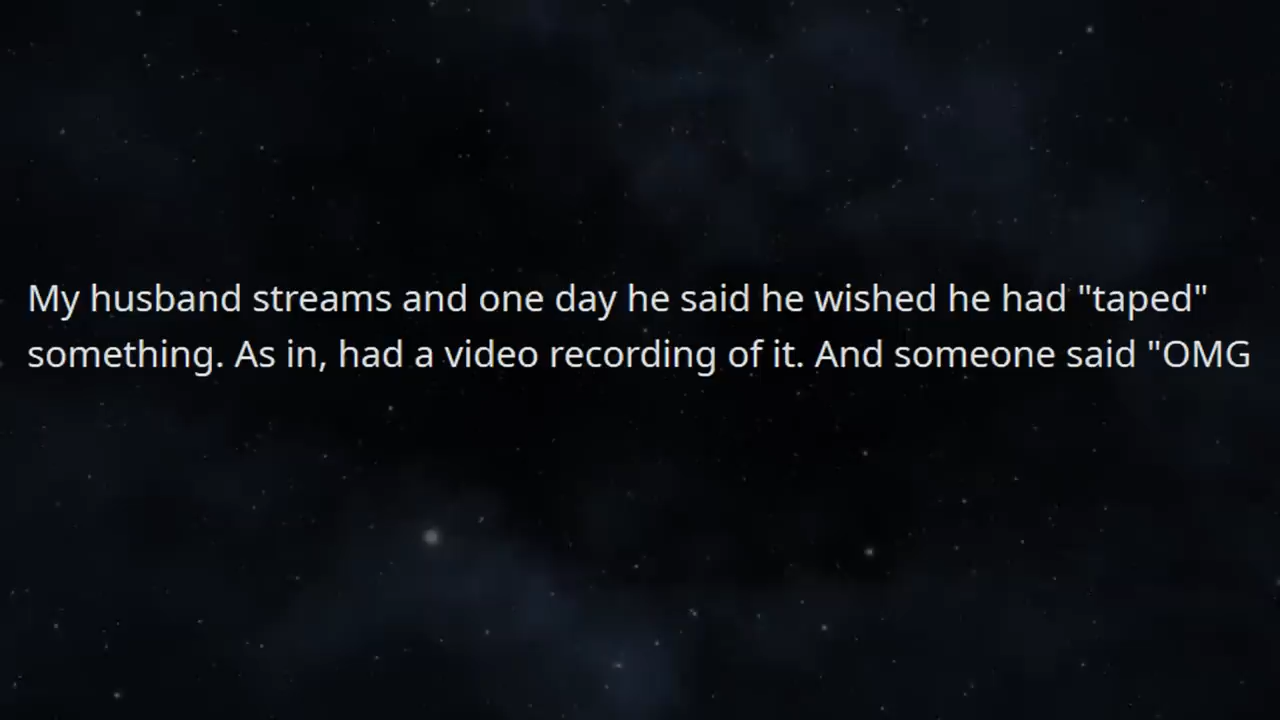 My husband streams and one day he said he wished he had "taped"
something. As in, had a video recording of it. And someone said "OMG